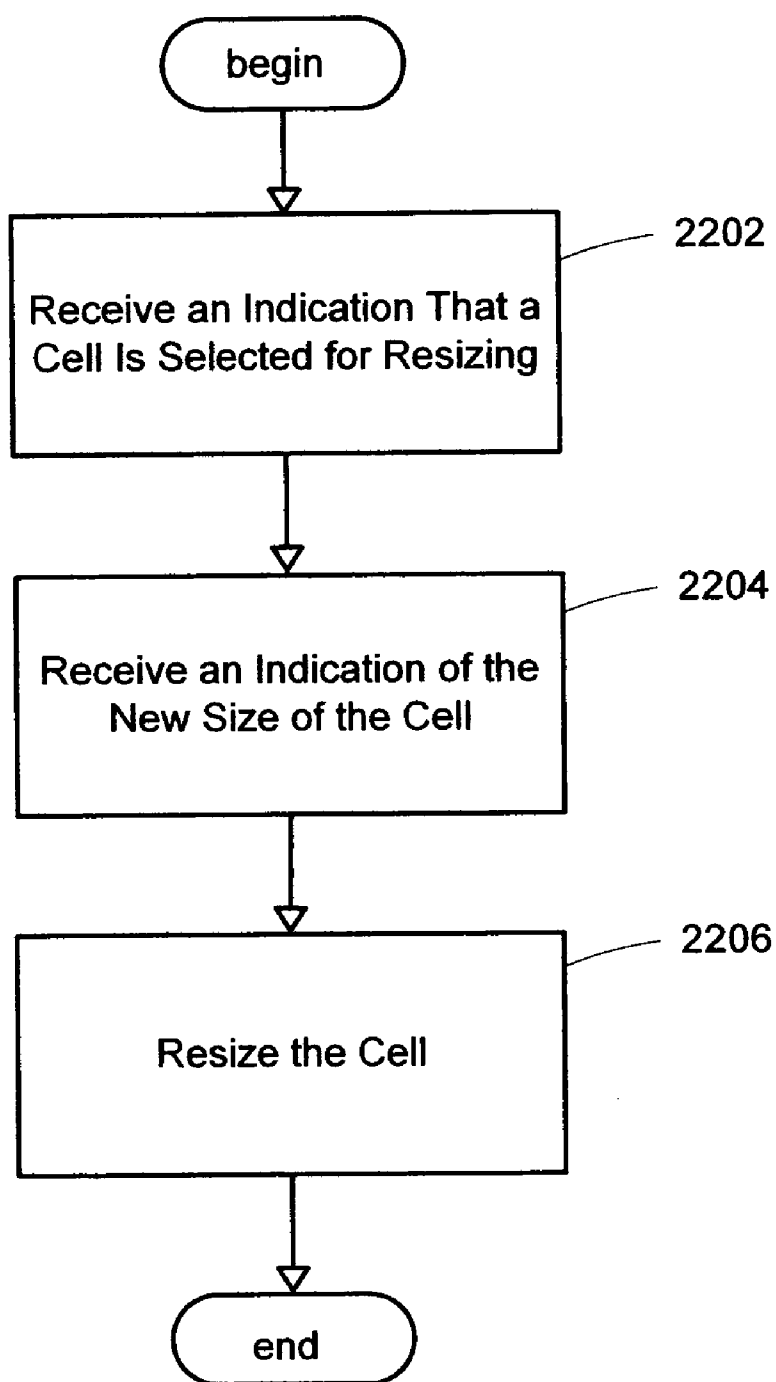 begin
2202
Receive an Indication That a
Cell Is Selected for Resizing
2204
Receive an Indication of the
New Size of the Cell
2206
Resize the Cell
end